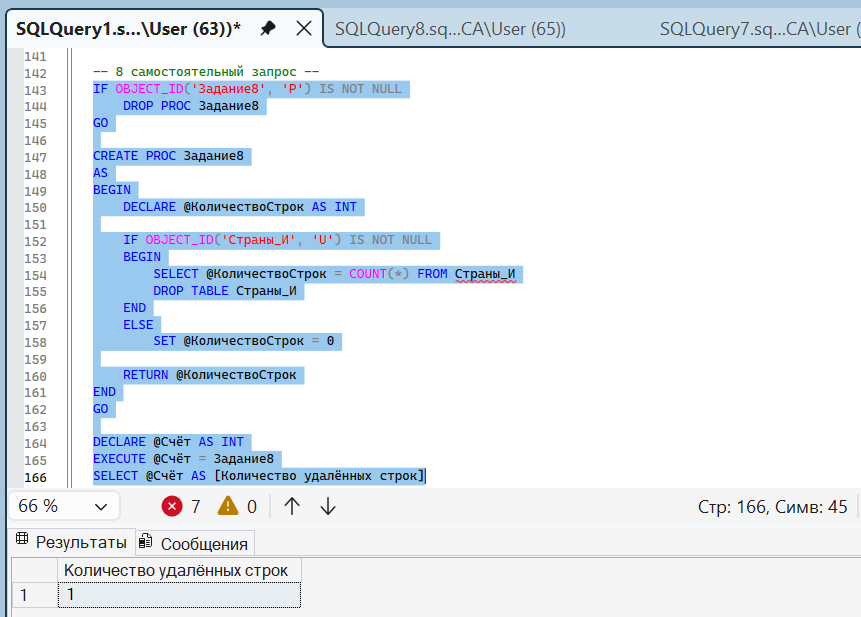 SQLQuery1.s...\User (63))*
SQLQuery8.sq...CA\User (65))
SQLQuery7.sq...CA\User (
141
142 -- 8 самостоятельный запрос --
143 IF OBJECT_ID('Задание8', 'P') IS NOT NULL
144 DROP PROC Задание8
145 GO
146
147 CREATE PROC Задание8
148 AS
149 BEGIN
150 DECLARE @КоличествоСтрок AS INT
151
152 IF OBJECT_ID('Страны_И', 'U') IS NOT NULL
153 BEGIN
154 SELECT @КоличествоСтрок = COUNT(*) FROM Страны_И
155 DROP TABLE Страны_И
156 END
157 ELSE
158 SET @КоличествоСтрок = 0
159
160 RETURN @КоличествоСтрок
161 END
162 GO
163
164 DECLARE @Счёт AS INT
165 EXECUTE @Счёт = Задание8
166 SELECT @Счёт AS [Количество удалённых строк]
66 %
7
0
Стр: 166, Симв: 45
Результаты
Сообщения
Количество удалённых строк
1
1